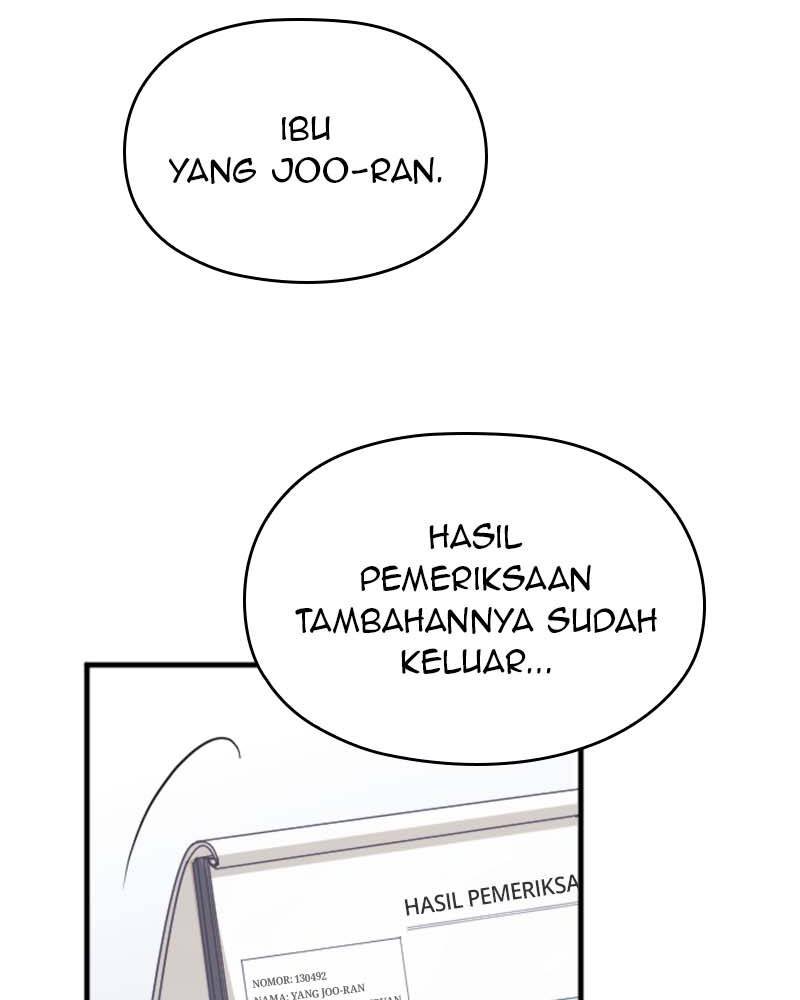 IBU
YANG JOO-RAN.
HASIL
PEMERIKSAAN
TAMBAHANNYA SUDAH
KELUAR...
HASIL PEMERIKSA
NOMOR: 130492
NAMA: YANG JOO-RAN